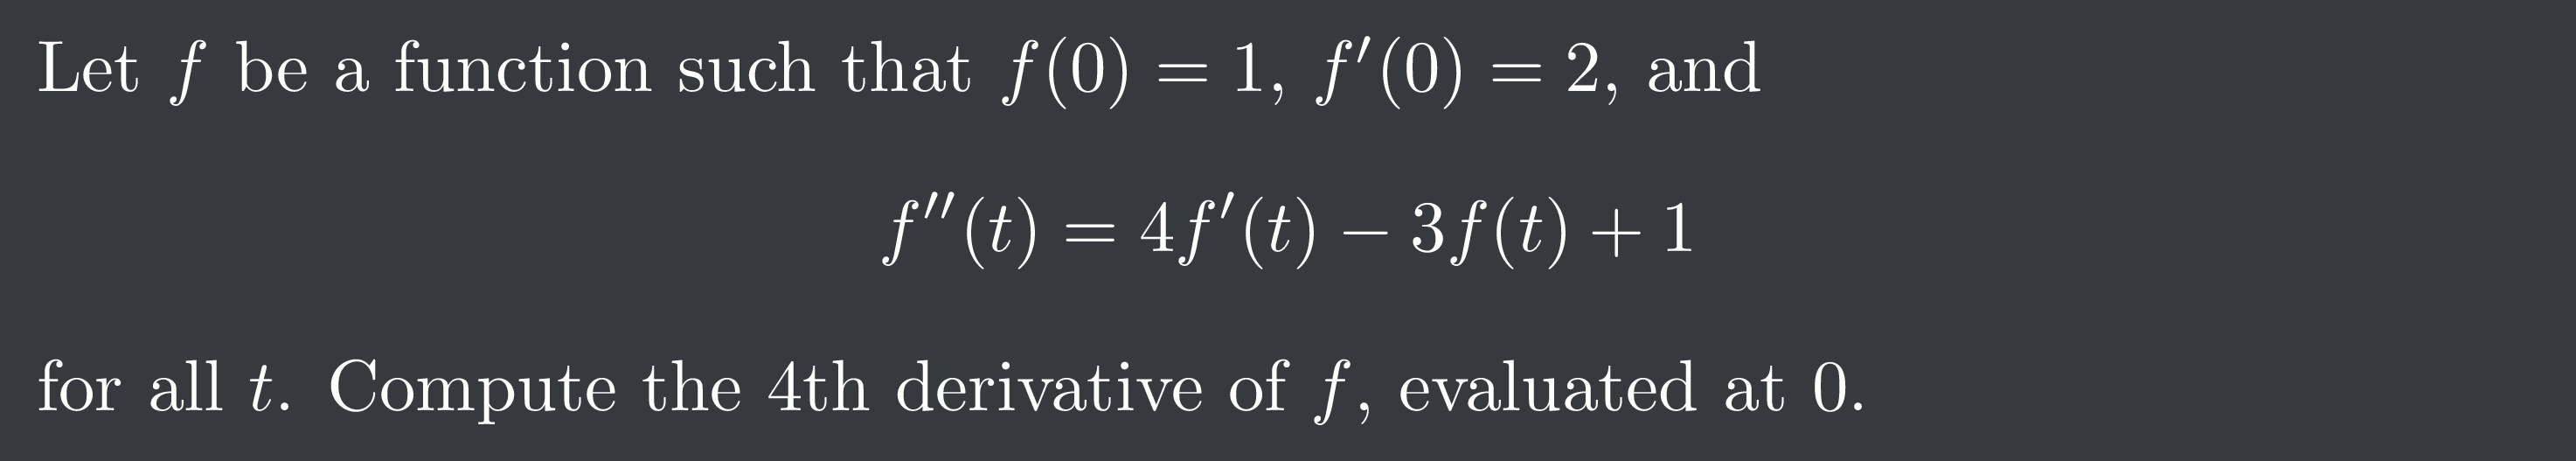 Let f be a function such that f(0) = 1, f′(0) = 2, and
f″(t) = 4f′(t) − 3f(t) + 1
for all t. Compute the 4th derivative of f, evaluated at 0.